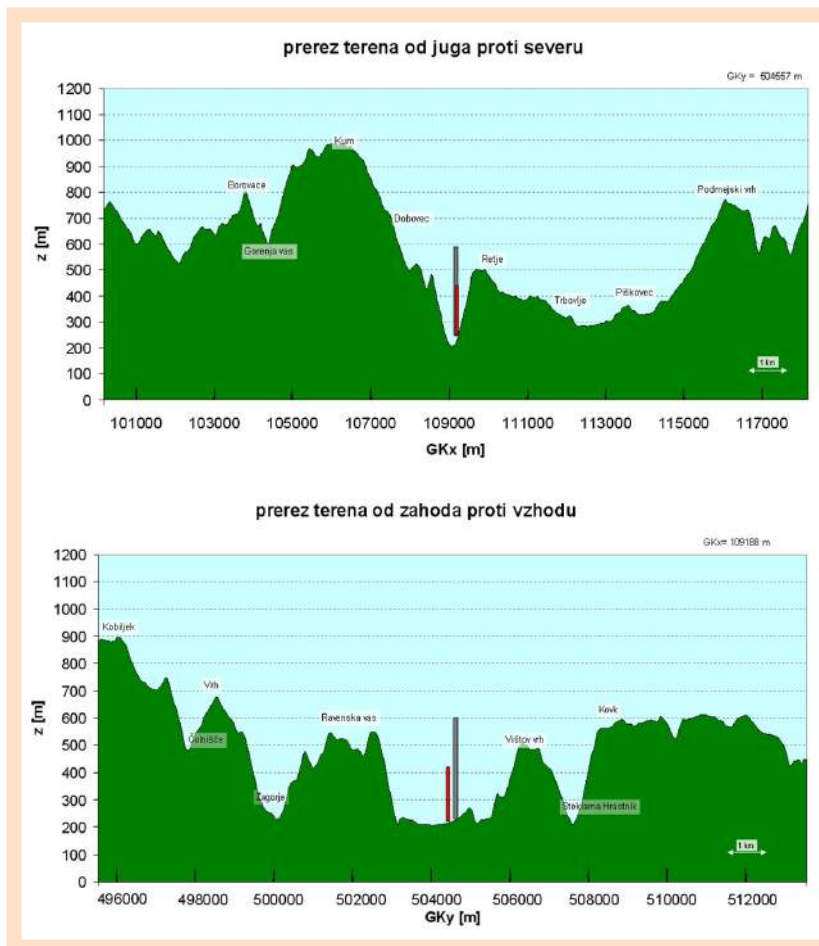 prerez terena od juga proti severu
GKy = 504557 m
1200
1100
1000
900
800
700
600
500
400
300
200
100
0
z [m]
Kum
Borovace
Podmejski vrh
Dobovec
Gorenja vas
Retje
Trbovlje
Piškovec
1 km
101000 103000 105000 107000 109000 111000 113000 115000 117000
GKx [m]
prerez terena od zahoda proti vzhodu
GKx= 109188 m
1200
1100
1000
900
800
700
600
500
400
300
200
100
0
z [m]
Kobiljek
Vrh
Ravenska vas
Kovk
Čolnišče
Vištov vrh
Zagorje
Steklarna Hrastnik
1 km
496000 498000 500000 502000 504000 506000 508000 510000 512000
GKy [m]